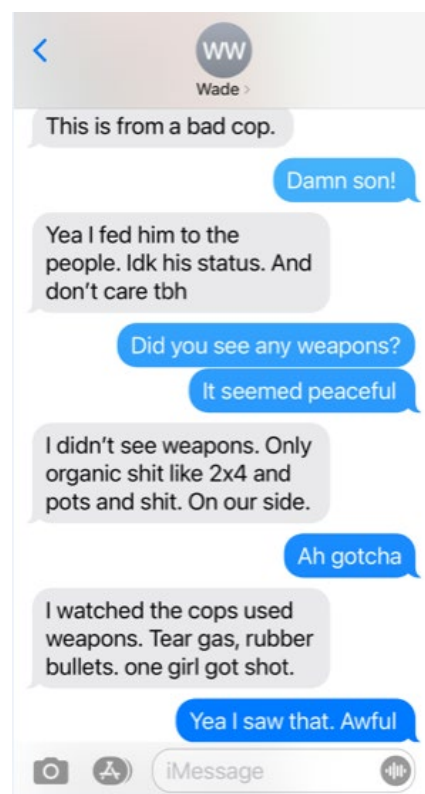 WW
Wade
This is from a bad cop.
Damn son!
Yea I fed him to the
people. Idk his status. And
don't care tbh
Did you see any weapons?
It seemed peaceful
I didn't see weapons. Only
organic shit like 2x4 and
pots and shit. On our side.
Ah gotcha
I watched the cops used
weapons. Tear gas, rubber
bullets. one girl got shot.
Yea I saw that. Awful
iMessage